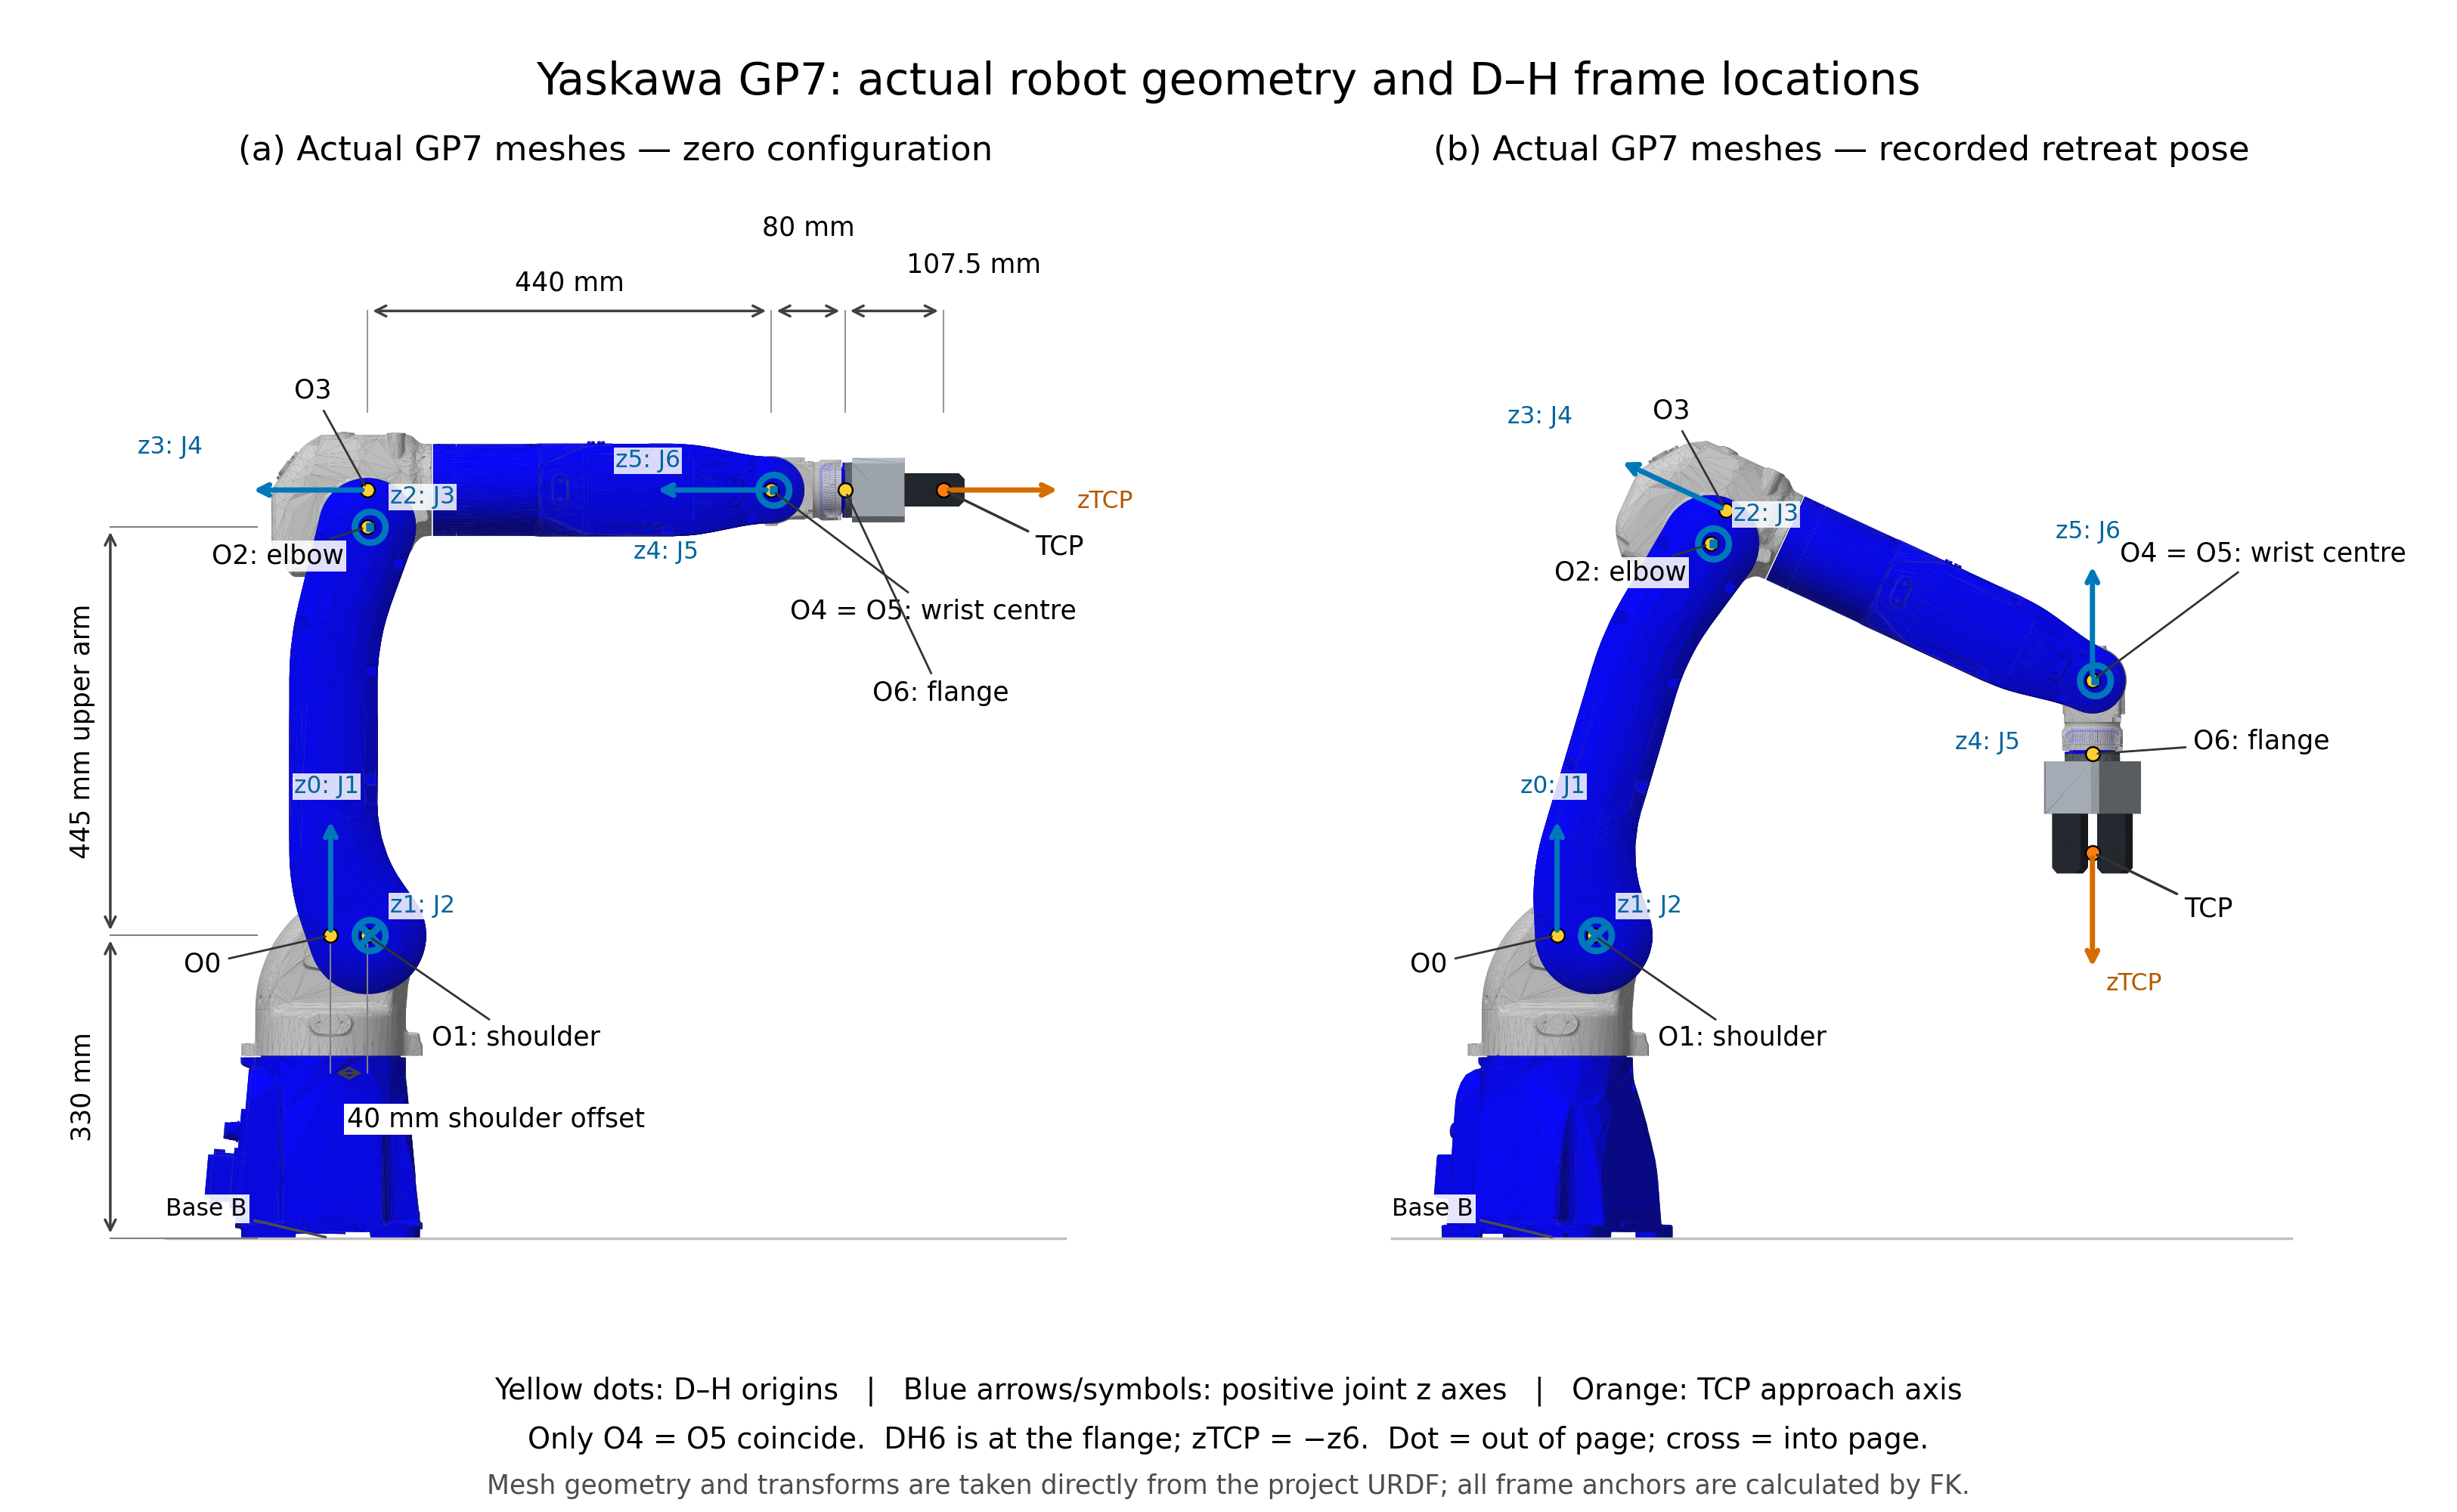 Yaskawa GP7: actual robot geometry and D–H frame locations
(a) Actual GP7 meshes — zero configuration
80 mm
107.5 mm
440 mm
O3
z3: J4
z5: J6
z2: J3
zTCP
TCP
O2: elbow
z4: J5
O4 = O5: wrist centre
O6: flange
445 mm upper arm
z0: J1
z1: J2
O0
O1: shoulder
330 mm
40 mm shoulder offset
Base B
(b) Actual GP7 meshes — recorded retreat pose
O3
z3: J4
z2: J3
z5: J6
O4 = O5: wrist centre
O2: elbow
z4: J5
O6: flange
z0: J1
z1: J2
TCP
O0
zTCP
O1: shoulder
Base B
Yellow dots: D–H origins | Blue arrows/symbols: positive joint z axes | Orange: TCP approach axis
Only O4 = O5 coincide. DH6 is at the flange; zTCP = −z6. Dot = out of page; cross = into page.
Mesh geometry and transforms are taken directly from the project URDF; all frame anchors are calculated by FK.